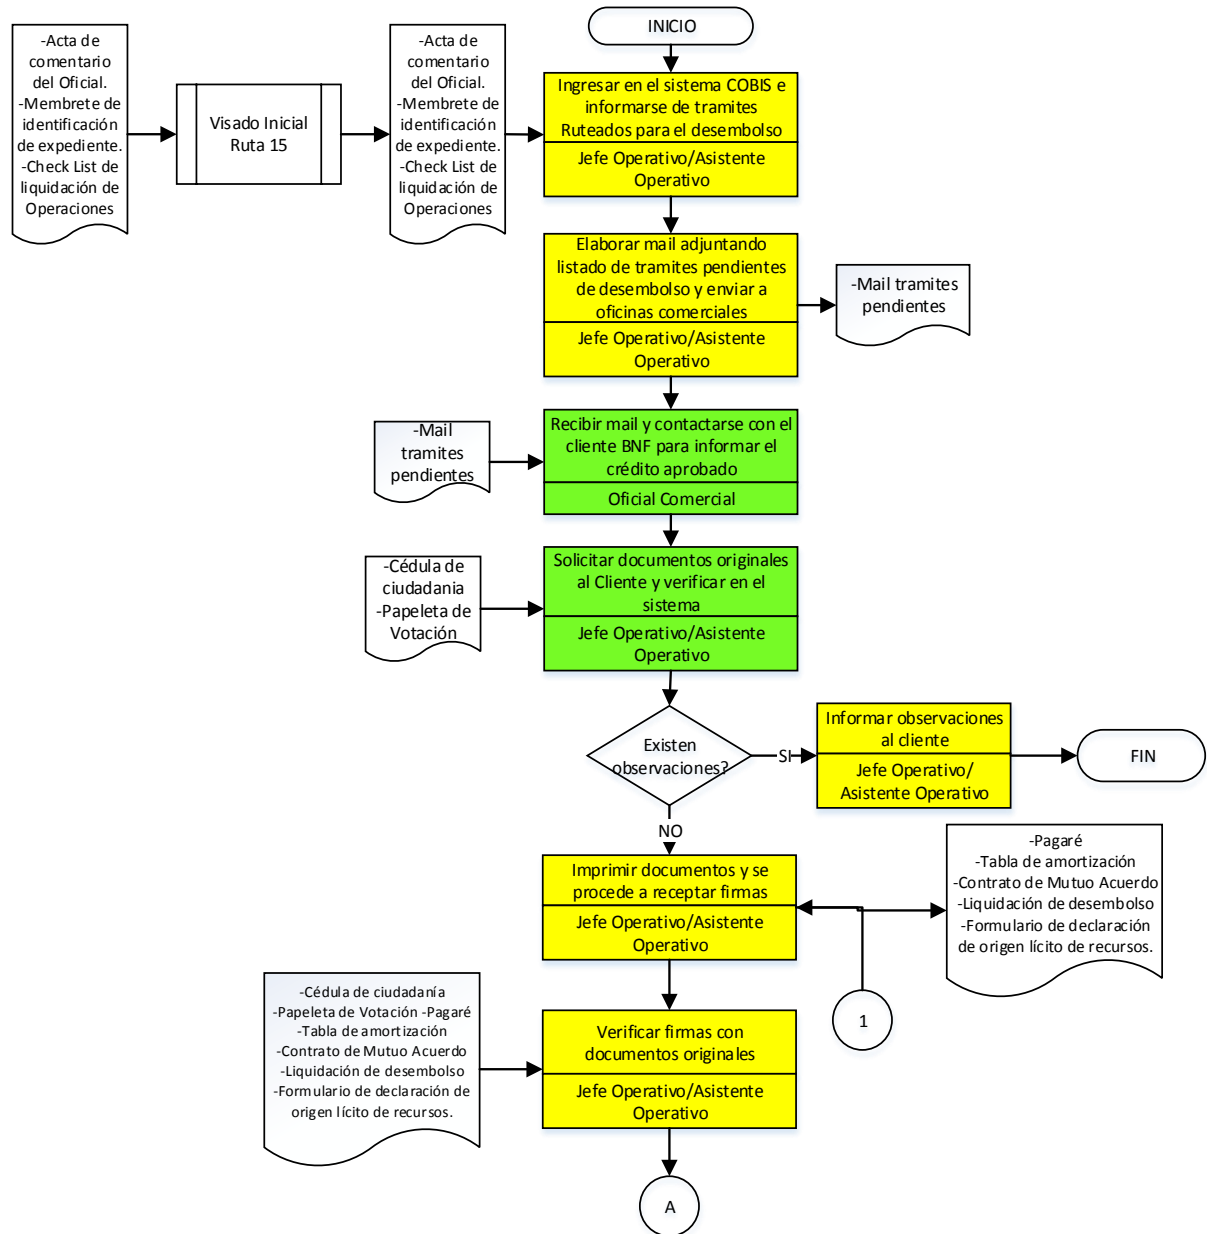 INICIO
-Acta de
comentario
del Oficial.
-Membrete de
identificación
de expediente.
-Check List de
liquidación de
Operaciones
Visado Inicial
Ruta 15
-Acta de
comentario
del Oficial.
-Membrete de
identificación
de expediente.
-Check List de
liquidación de
Operaciones
Ingresar en el sistema COBIS e
informarse de tramites
Ruteados para el desembolso
Jefe Operativo/Asistente
Operativo
Elaborar mail adjuntando
listado de tramites pendientes
de desembolso y enviar a
oficinas comerciales
Jefe Operativo/Asistente
Operativo
-Mail tramites
pendientes
-Mail
tramites
pendientes
Recibir mail y contactarse con el
cliente BNF para informar el
crédito aprobado
Oficial Comercial
-Cédula de
ciudadania
-Papeleta de
Votación
Solicitar documentos originales
al Cliente y verificar en el
sistema
Jefe Operativo/Asistente
Operativo
Existen
observaciones?
SI
Informar observaciones
al cliente
Jefe Operativo/
Asistente Operativo
FIN
NO
Imprimir documentos y se
procede a receptar firmas
Jefe Operativo/Asistente
Operativo
-Pagaré
-Tabla de amortización
-Contrato de Mutuo Acuerdo
-Liquidación de desembolso
-Formulario de declaración
de origen lícito de recursos.
1
-Cédula de ciudadanía
-Papeleta de Votación -Pagaré
-Tabla de amortización
-Contrato de Mutuo Acuerdo
-Liquidación de desembolso
-Formulario de declaración de
origen lícito de recursos.
Verificar firmas con
documentos originales
Jefe Operativo/Asistente
Operativo
A